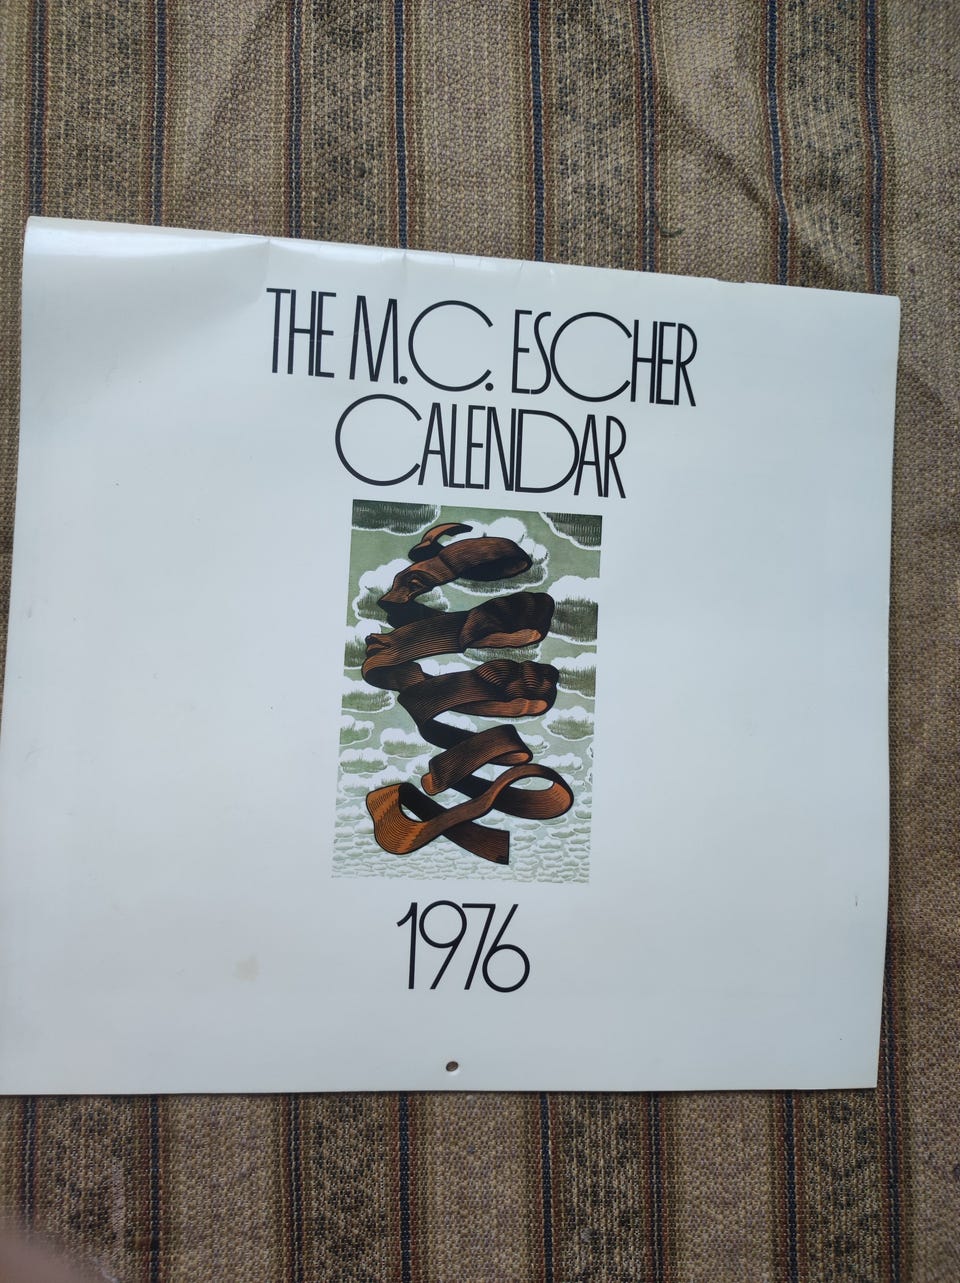 THE M.C. ESCHER
CALENDAR
1976